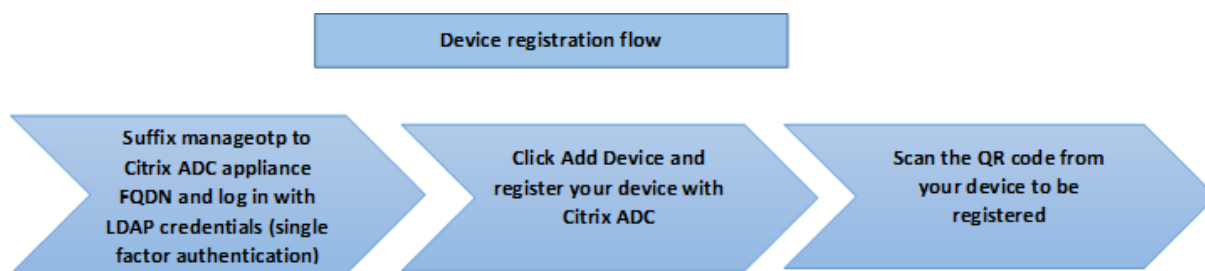 Device registration flow
Suffix manageotp to
Citrix ADC appliance
FQDN and log in with
LDAP credentials (single
factor authentication)
Click Add Device and
register your device with
Citrix ADC
Scan the QR code from
your device to be
registered